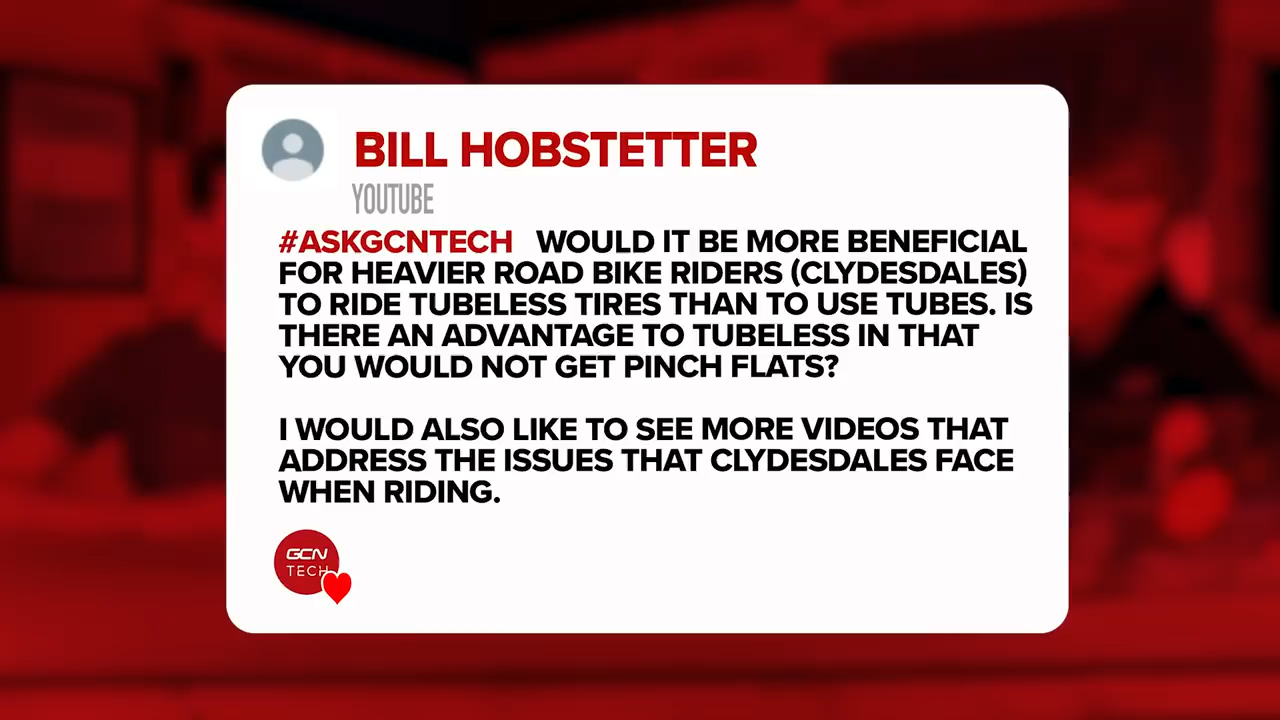 BILL HOBSTETTER
YOUTUBE
#ASKGCNTECH WOULD IT BE MORE BENEFICIAL
FOR HEAVIER ROAD BIKE RIDERS (CLYDESDALES)
TO RIDE TUBELESS TIRES THAN TO USE TUBES. IS
THERE AN ADVANTAGE TO TUBELESS IN THAT
YOU WOULD NOT GET PINCH FLATS?
I WOULD ALSO LIKE TO SEE MORE VIDEOS THAT
ADDRESS THE ISSUES THAT CLYDESDALES FACE
WHEN RIDING.
GCN
TECH